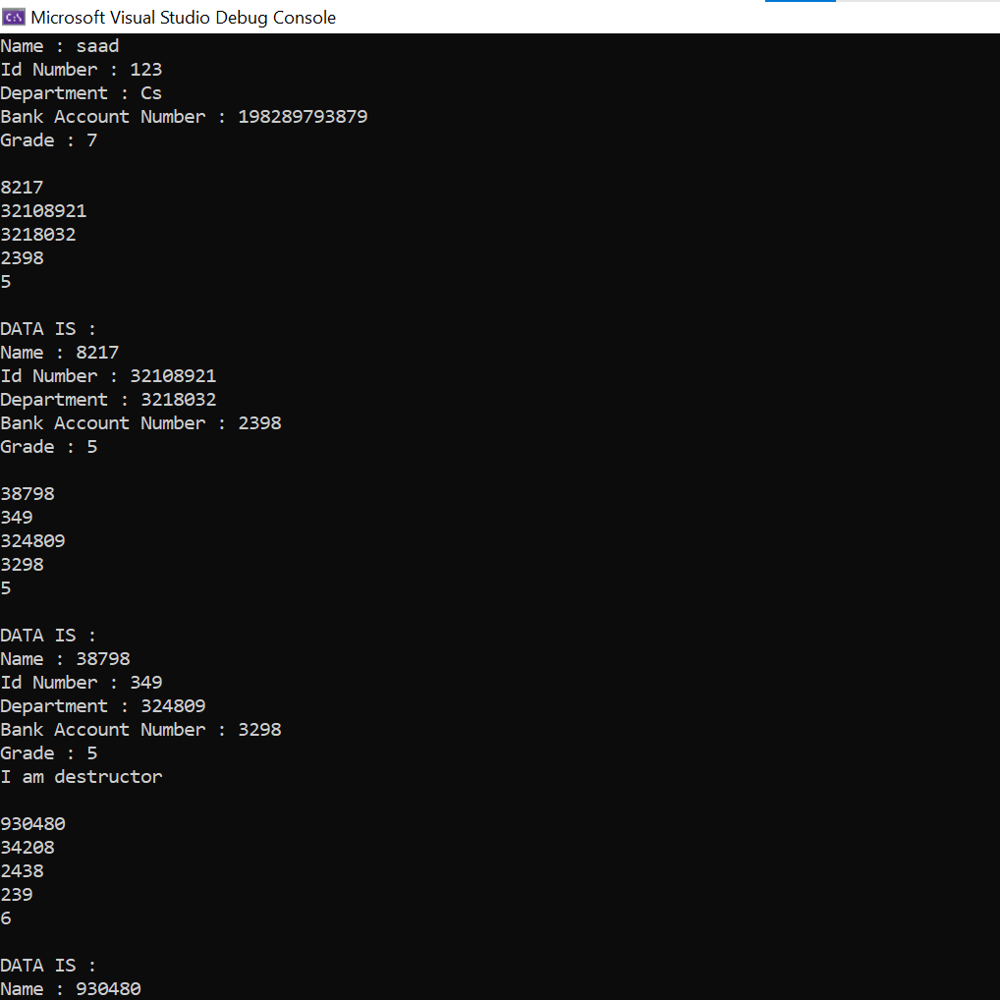 C:\ Microsoft Visual Studio Debug Console
Name : saad
Id Number : 123
Department : Cs
Bank Account Number : 198289793879
Grade : 7
8217
32108921
3218032
2398
5
DATA IS :
Name : 8217
Id Number : 32108921
Department : 3218032
Bank Account Number : 2398
Grade : 5
38798
349
324809
3298
5
DATA IS :
Name : 38798
Id Number : 349
Department : 324809
Bank Account Number : 3298
Grade : 5
I am destructor
930480
34208
2438
239
6
DATA IS :
Name : 930480